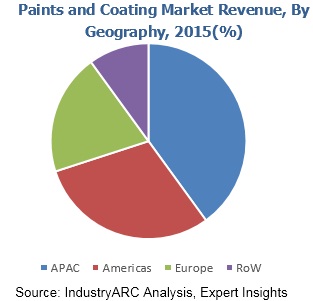 Paints and Coating Market Revenue, By
Geography, 2015(%)
APAC Americas Europe RoW
Source: IndustryARC Analysis, Expert Insights